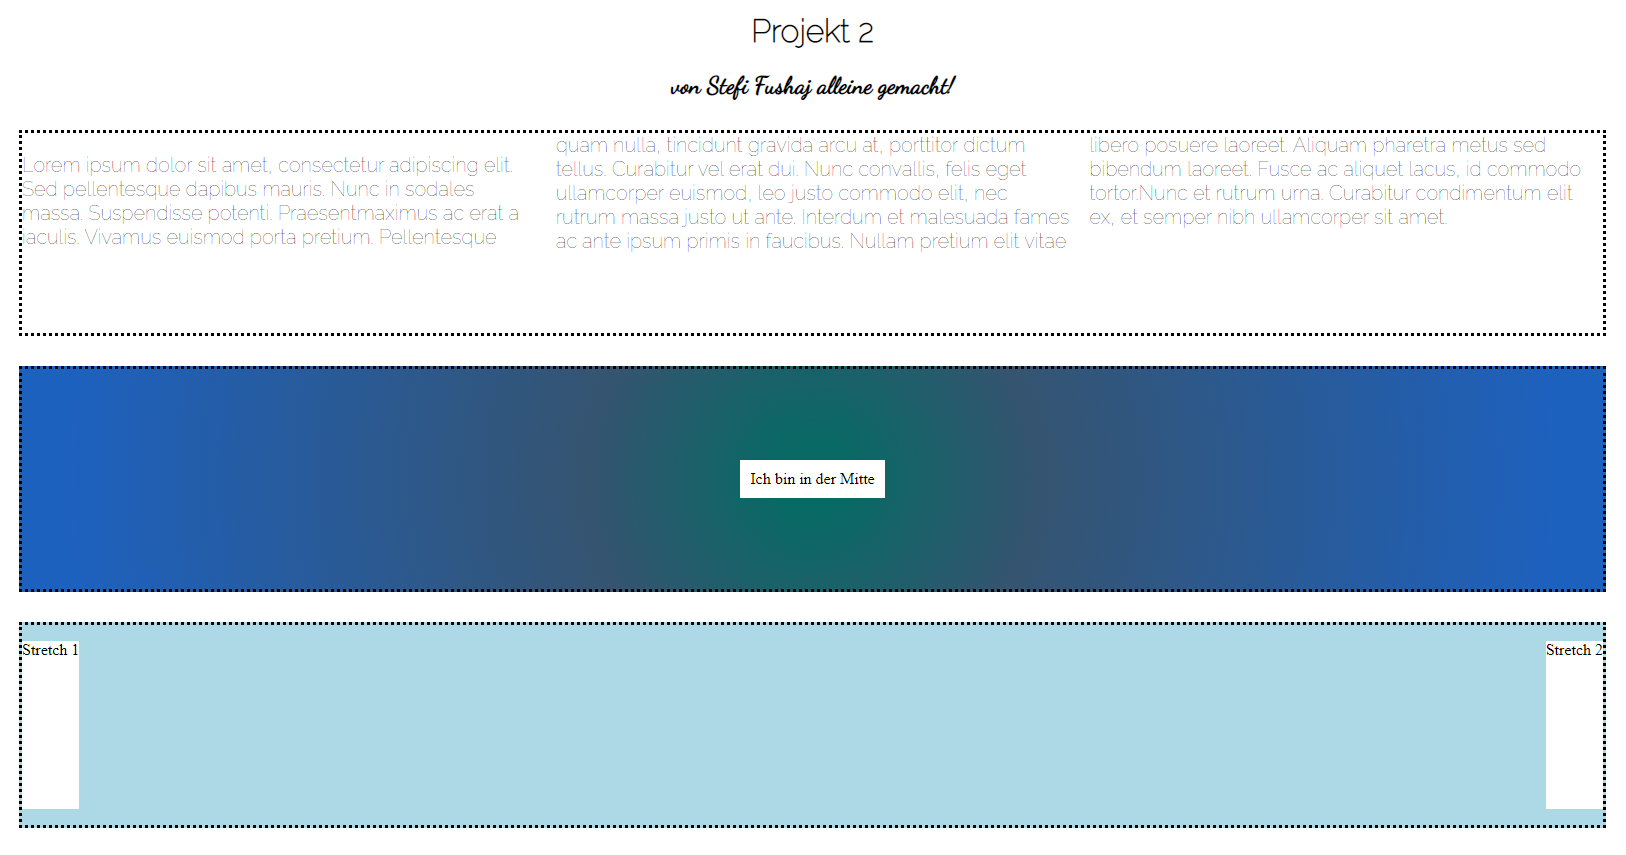 Projekt 2
von Stefi Fushaj alleine gemacht!
Lorem ipsum dolor sit amet, consectetur adipiscing elit.
Sed pellentesque dapibus mauris. Nunc in sodales
massa. Suspendisse potenti. Praesentmaximus ac erat a
iaculis. Vivamus euismod porta pretium. Pellentesque
quam nulla, tincidunt gravida arcu at, porttitor dictum
tellus. Curabitur vel erat dui. Nunc convallis, felis eget
ullamcorper euismod, leo justo commodo elit, nec
rutrum massa justo ut ante. Interdum et malesuada fames
ac ante ipsum primis in faucibus. Nullam pretium elit vitae
libero posuere laoreet. Aliquam pharetra metus sed
bibendum laoreet. Fusce ac aliquet lacus, id commodo
tortor.Nunc et rutrum urna. Curabitur condimentum elit
ex, et semper nibh ullamcorper sit amet.
Ich bin in der Mitte
Stretch 1
Stretch 2